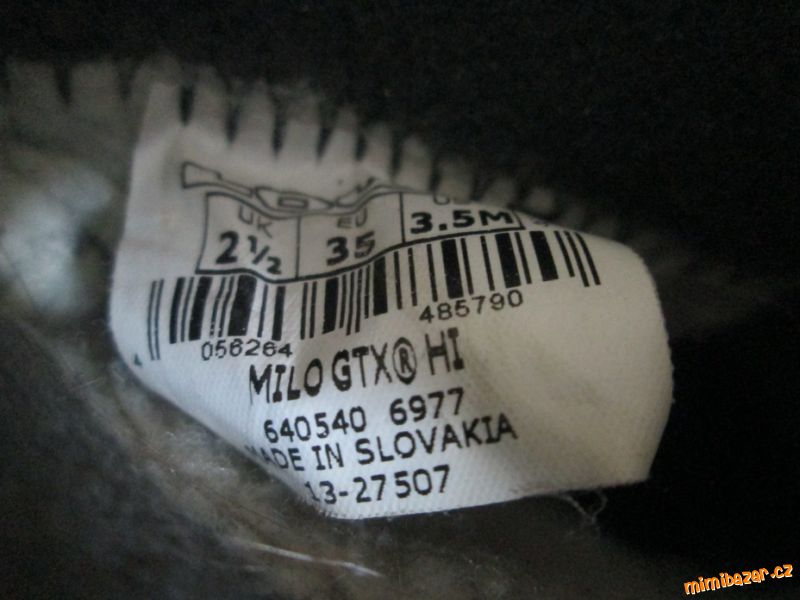 UK EU
2½ 35 3.5M
056264 485790
MILO GTX® HI
640540 6977
MADE IN SLOVAKIA
13-27507
mimibazar.cz